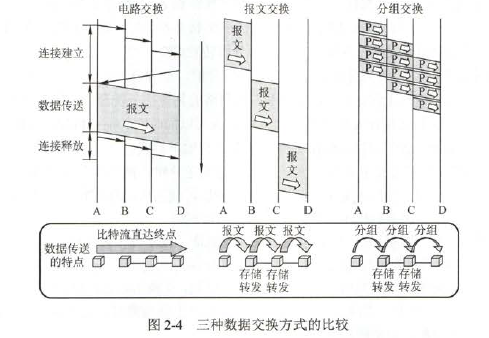 电路交换
报文交换
分组交换
连接建立
数据传送
连接释放
报文
报文
报文
报文
P
P
P
P
P
P
P
P
P
P
P
P
A B C D
A B C D
A B C D
数据传送
的特点
比特流直达终点
报文 报文 报文
存储 存储
转发 转发
分组 分组 分组
存储 存储
转发 转发
图 2-4 三种数据交换方式的比较